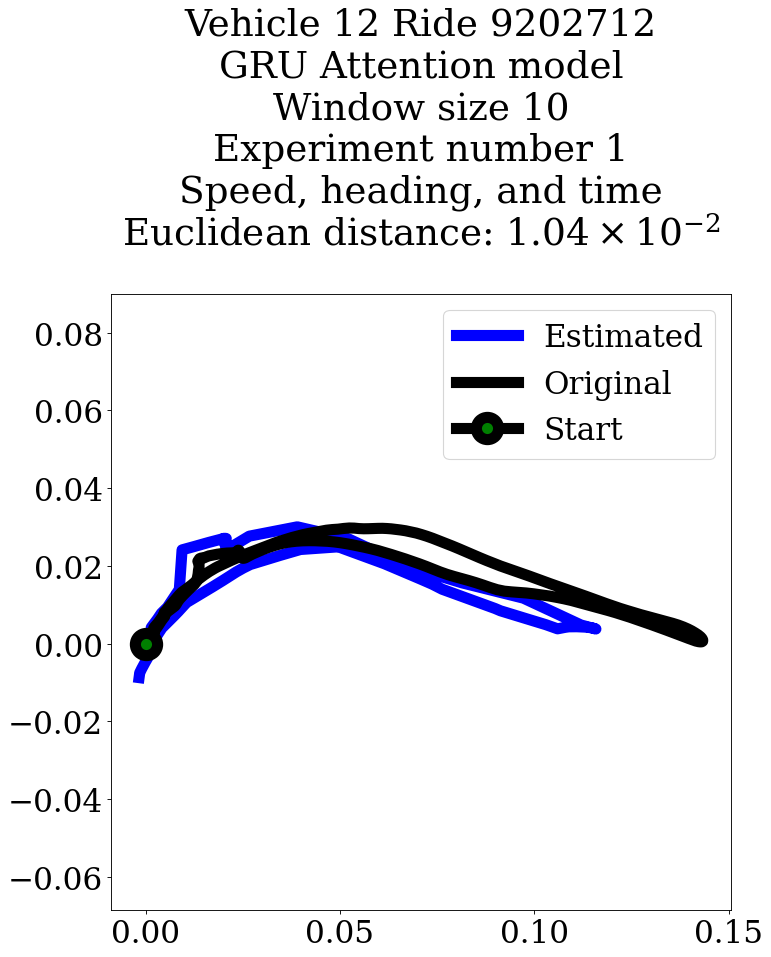 Vehicle 12 Ride 9202712
GRU Attention model
Window size 10
Experiment number 1
Speed, heading, and time
Euclidean distance: 1.04 × 10⁻²
Estimated
Original
Start
0.08
0.06
0.04
0.02
0.00
−0.02
−0.04
−0.06
0.00 0.05 0.10 0.15